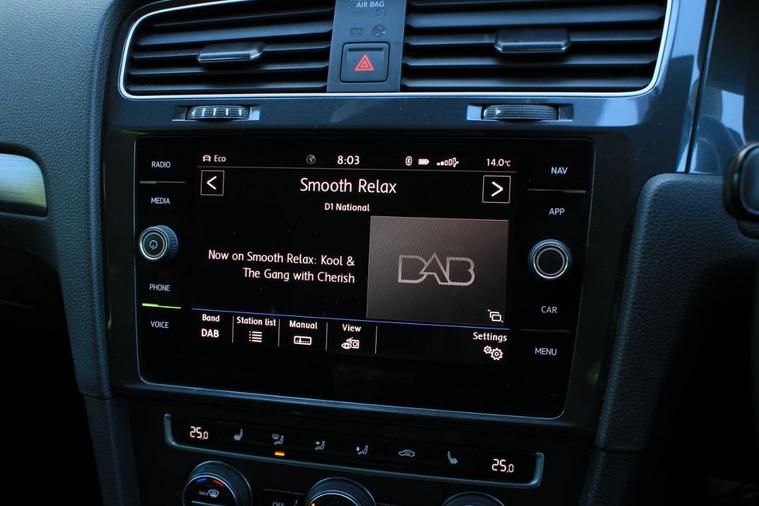 AIR BAG
RADIO
MEDIA
PHONE
VOICE
Eco
8:03
14.0°C
Smooth Relax
D1 National
Now on Smooth Relax: Kool &
The Gang with Cherish
DAB
Band
DAB
Station list
Manual
View
Settings
NAV
APP
CAR
MENU
25.0
25.0
MAX
OFF